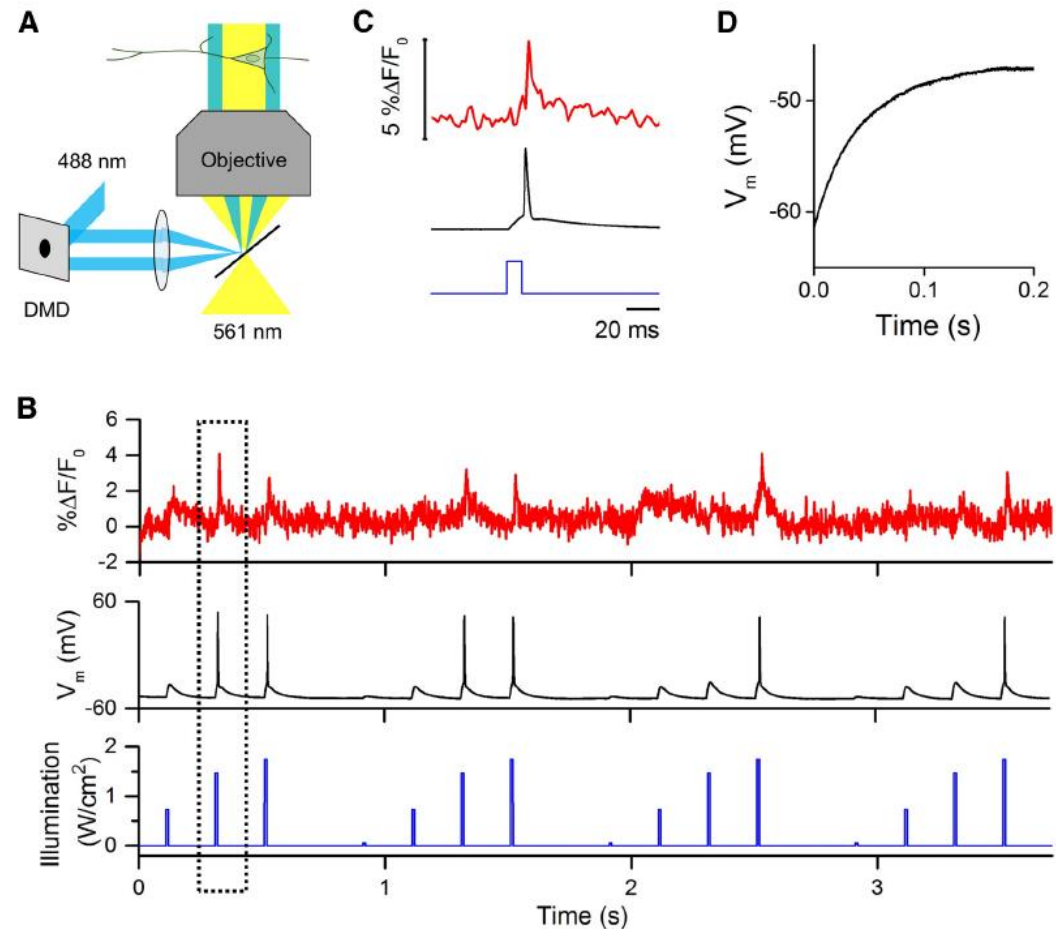 A
488 nm
Objective
DMD
561 nm
C
5 %ΔF/F₀
20 ms
D
Vₘ (mV)
-50
-60
0.0 0.1 0.2
Time (s)
B
%ΔF/F₀
6
4
2
0
-2
Vₘ (mV)
60
-60
Illumination
(W/cm²)
2
1
0
0 1 2 3
Time (s)